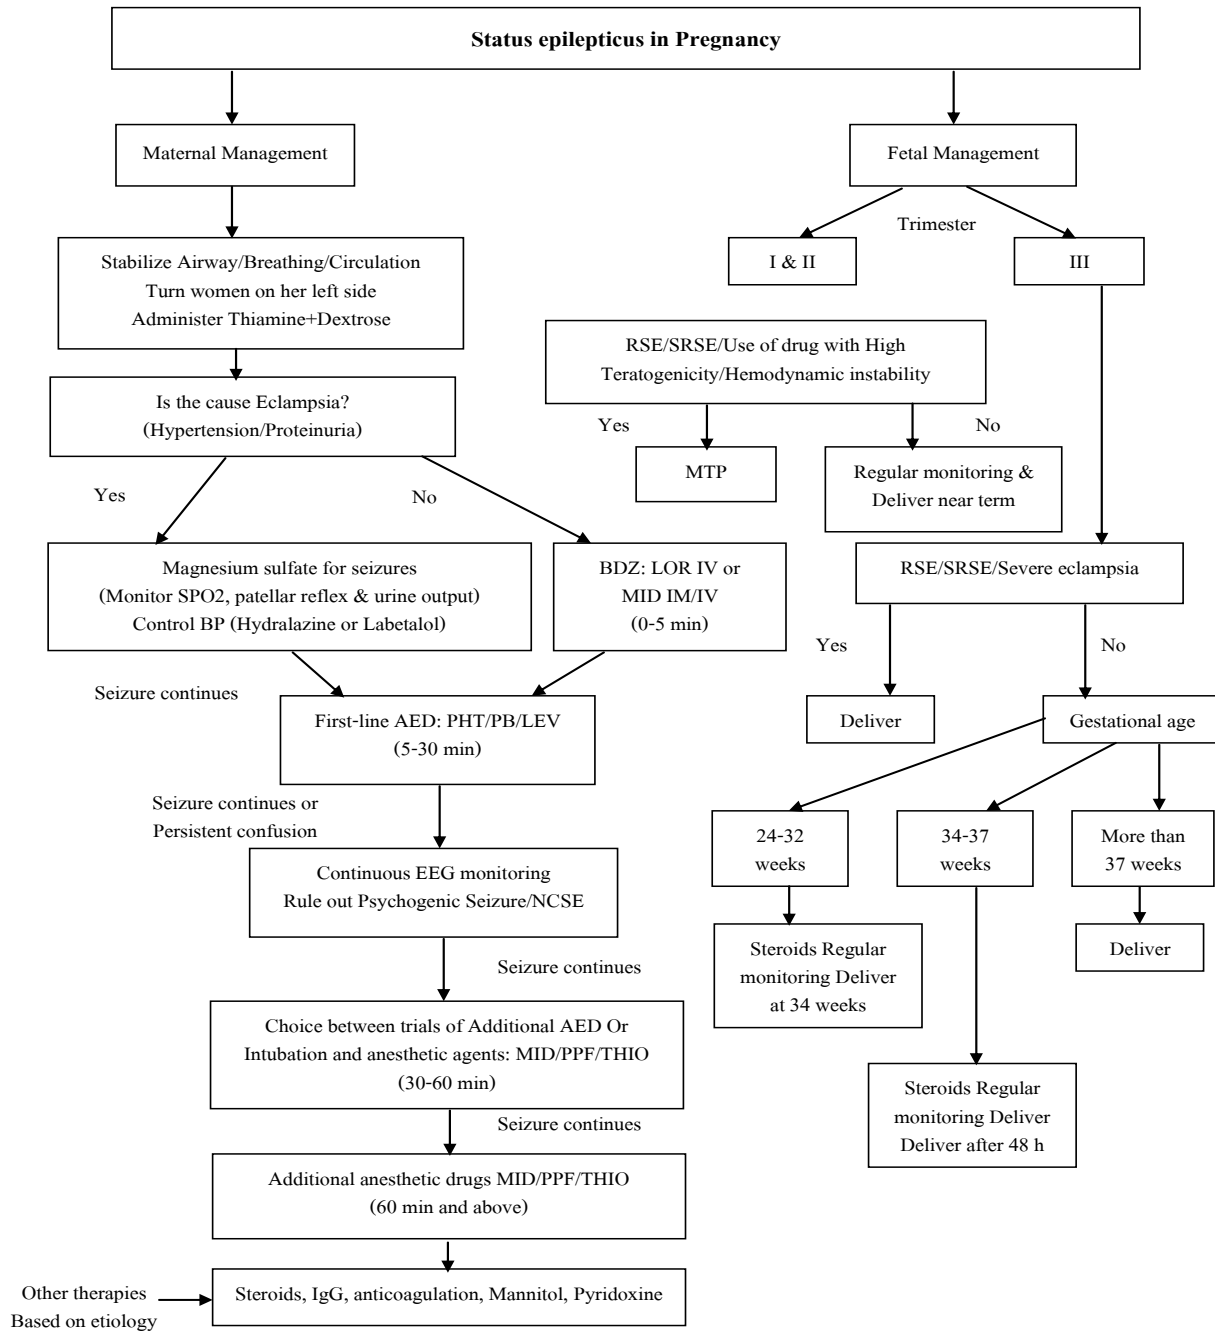 Status epilepticus in Pregnancy
Maternal Management
Fetal Management
Trimester
Stabilize Airway/Breathing/Circulation
Turn women on her left side
Administer Thiamine+Dextrose
I & II
III
RSE/SRSE/Use of drug with High
Teratogenicity/Hemodynamic instability
Is the cause Eclampsia?
(Hypertension/Proteinuria)
Yes
No
MTP
Regular monitoring &
Deliver near term
Yes
No
Magnesium sulfate for seizures
(Monitor SPO2, patellar reflex & urine output)
Control BP (Hydralazine or Labetalol)
BDZ: LOR IV or
MID IM/IV
(0-5 min)
RSE/SRSE/Severe eclampsia
Yes
No
Seizure continues
First-line AED: PHT/PB/LEV
(5-30 min)
Deliver
Gestational age
Seizure continues or
Persistent confusion
24-32
weeks
34-37
weeks
More than
37 weeks
Continuous EEG monitoring
Rule out Psychogenic Seizure/NCSE
Steroids Regular
monitoring Deliver
at 34 weeks
Deliver
Seizure continues
Choice between trials of Additional AED Or
Intubation and anesthetic agents: MID/PPF/THIO
(30-60 min)
Steroids Regular
monitoring Deliver
Deliver after 48 h
Seizure continues
Additional anesthetic drugs MID/PPF/THIO
(60 min and above)
Other therapies
Based on etiology
Steroids, IgG, anticoagulation, Mannitol, Pyridoxine